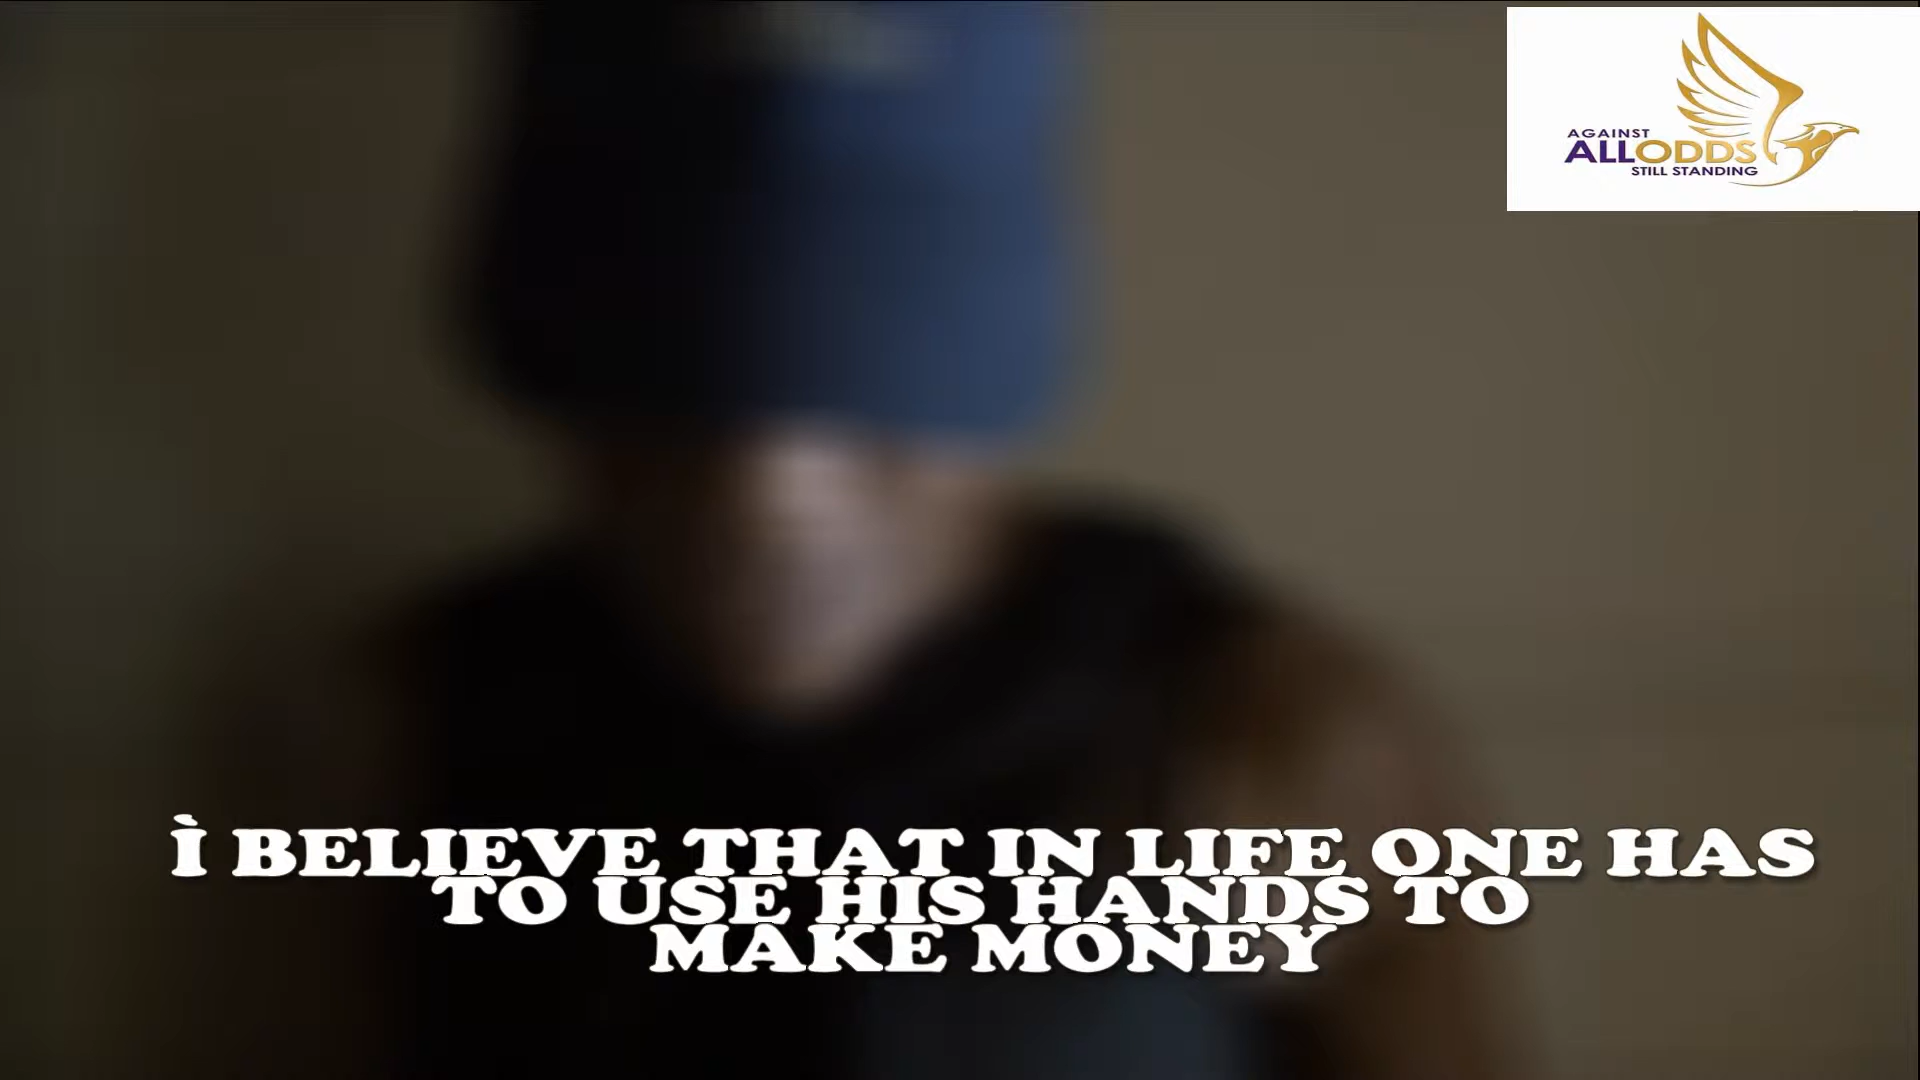 AGAINST
ALLODDS
STILL STANDING
Ì BELIEVE THAT IN LIFE ONE HAS
TO USE HIS HANDS TO
MAKE MONEY